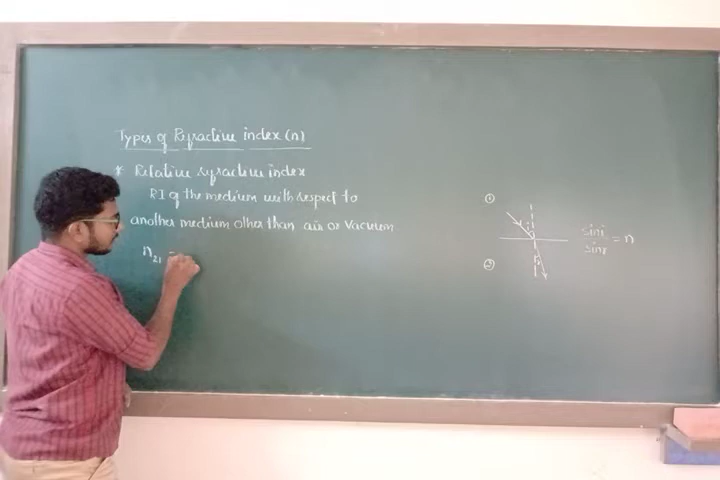 Types of Refractive index (n)
* Relative refractive index
RI of the medium with respect to
another medium other than air or vacuum
n₂₁ =
①
i
r
②
sin i / sin r = n